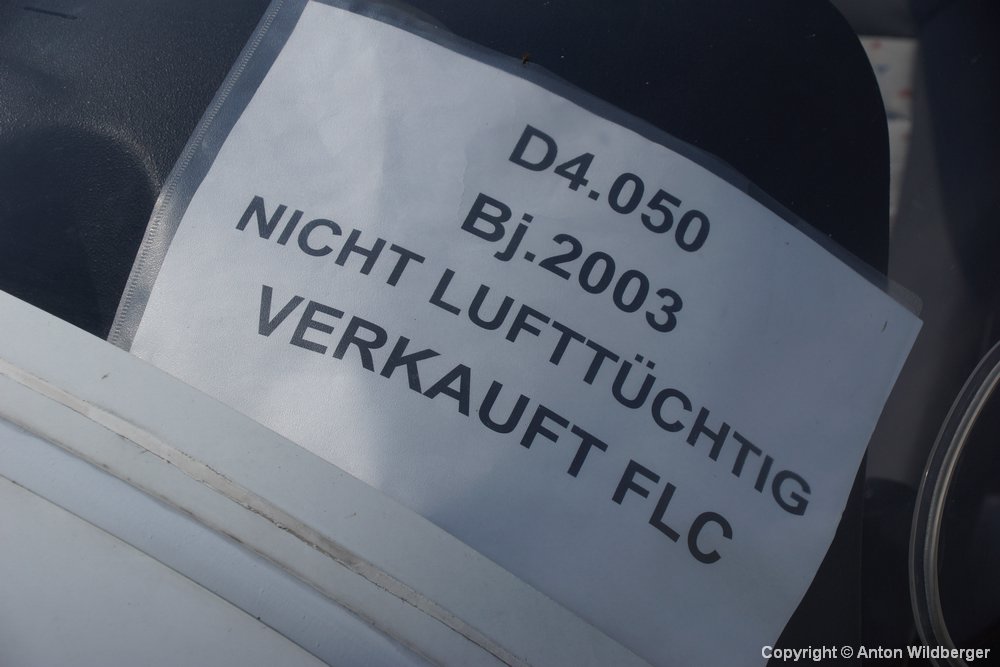 D4.050
Bj.2003
NICHT LUFTTÜCHTIG
VERKAUFT FLC
Copyright © Anton Wildberger